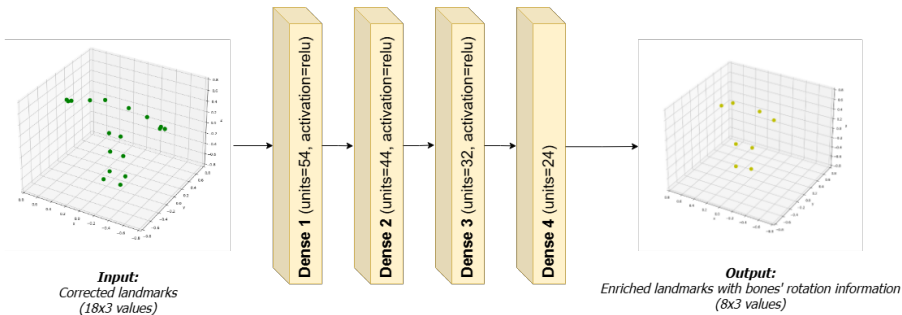 Dense 1 (units=54, activation=relu)
Dense 2 (units=44, activation=relu)
Dense 3 (units=32, activation=relu)
Dense 4 (units=24)
Input:
Corrected landmarks
(18x3 values)
Output:
Enriched landmarks with bones' rotation information
(8x3 values)